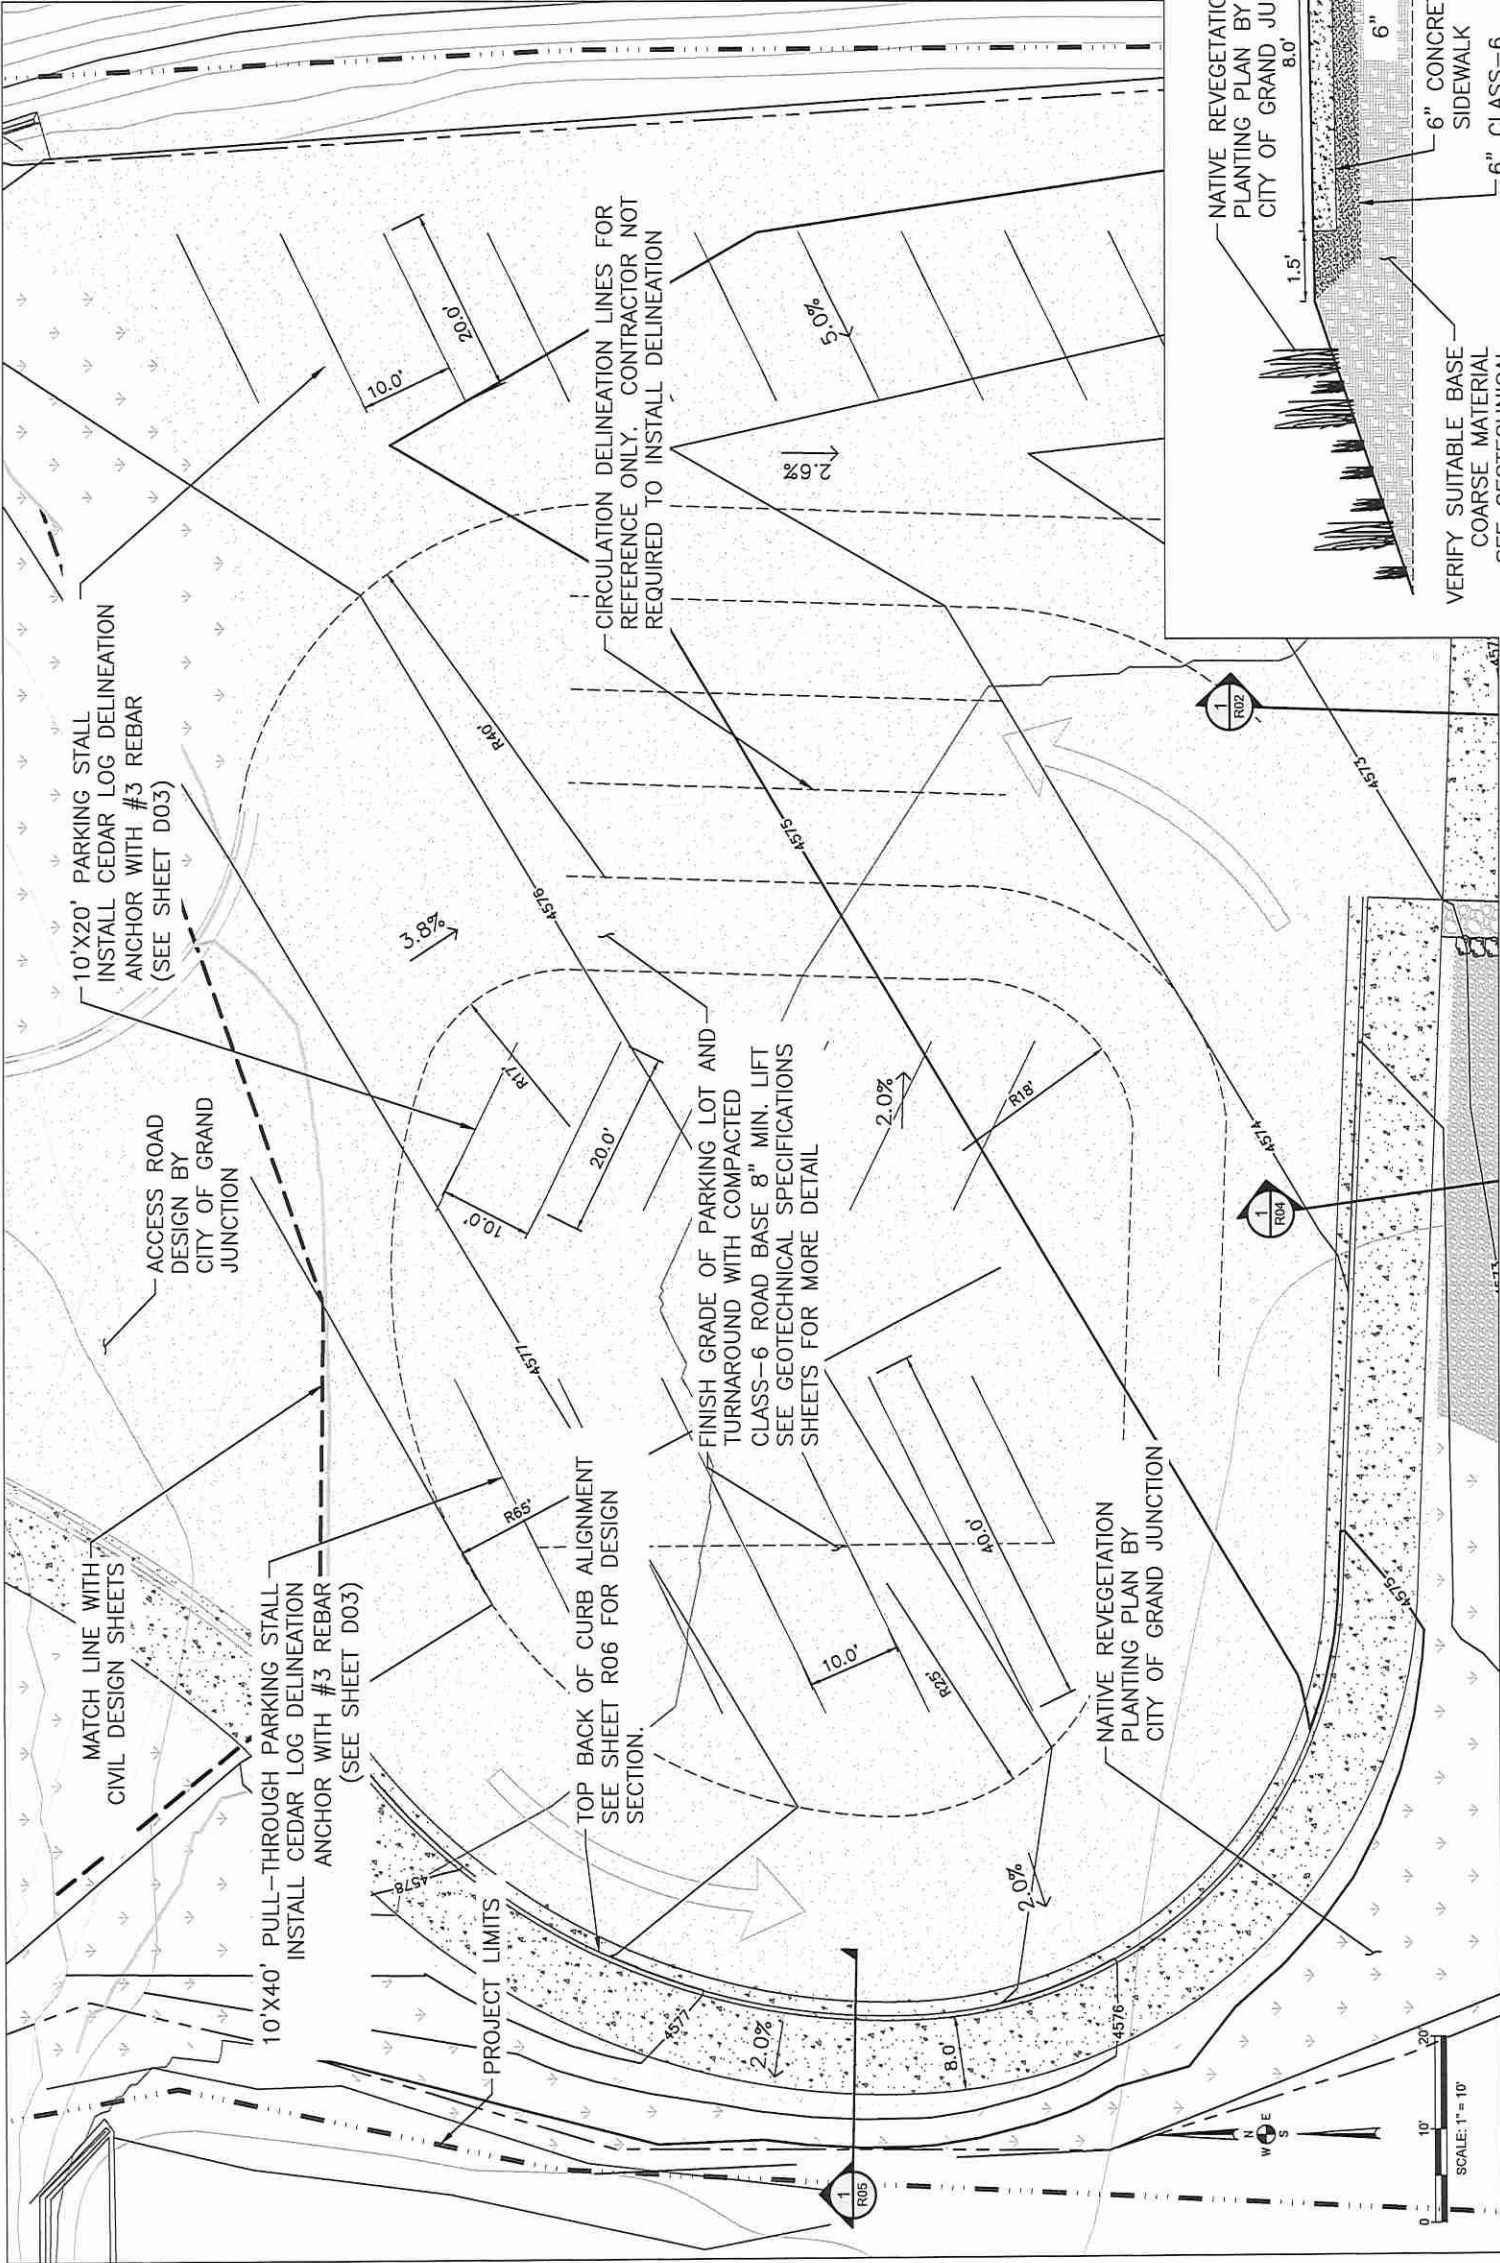 MATCH LINE WITH
CIVIL DESIGN SHEETS
ACCESS ROAD
DESIGN BY
CITY OF GRAND
JUNCTION
10'X20' PARKING STALL
INSTALL CEDAR LOG DELINEATION
ANCHOR WITH #3 REBAR
(SEE SHEET D03)
10'X40' PULL-THROUGH PARKING STALL
INSTALL CEDAR LOG DELINEATION
ANCHOR WITH #3 REBAR
(SEE SHEET D03)
PROJECT LIMITS
TOP BACK OF CURB ALIGNMENT
SEE SHEET R06 FOR DESIGN
SECTION.
FINISH GRADE OF PARKING LOT AND
TURNAROUND WITH COMPACTED
CLASS-6 ROAD BASE 8" MIN. LIFT
SEE GEOTECHNICAL SPECIFICATIONS
SHEETS FOR MORE DETAIL
CIRCULATION DELINEATION LINES FOR
REFERENCE ONLY. CONTRACTOR NOT
REQUIRED TO INSTALL DELINEATION
NATIVE REVEGETATION
PLANTING PLAN BY
CITY OF GRAND JUNCTION
4578
4577
2.0%
8.0'
4576
2.0%
R65'
4577
10.0'
R25'
40.0'
10.0'
20.0'
R17'
3.8%
4576
R40'
2.0%
R18'
4575
10.0'
20.0'
5.0%
2.6%
4574
4573
4575
1
R05
1
R04
1
R02
N
W E
S
0 10' 20'
SCALE: 1" = 10'
NATIVE REVEGETATIO
PLANTING PLAN BY
CITY OF GRAND JU
1.5'
8.0'
6"
6" CONCRE
SIDEWALK
6" CLASS-6
VERIFY SUITABLE BASE
COARSE MATERIAL
SEE GEOTECHNICAL